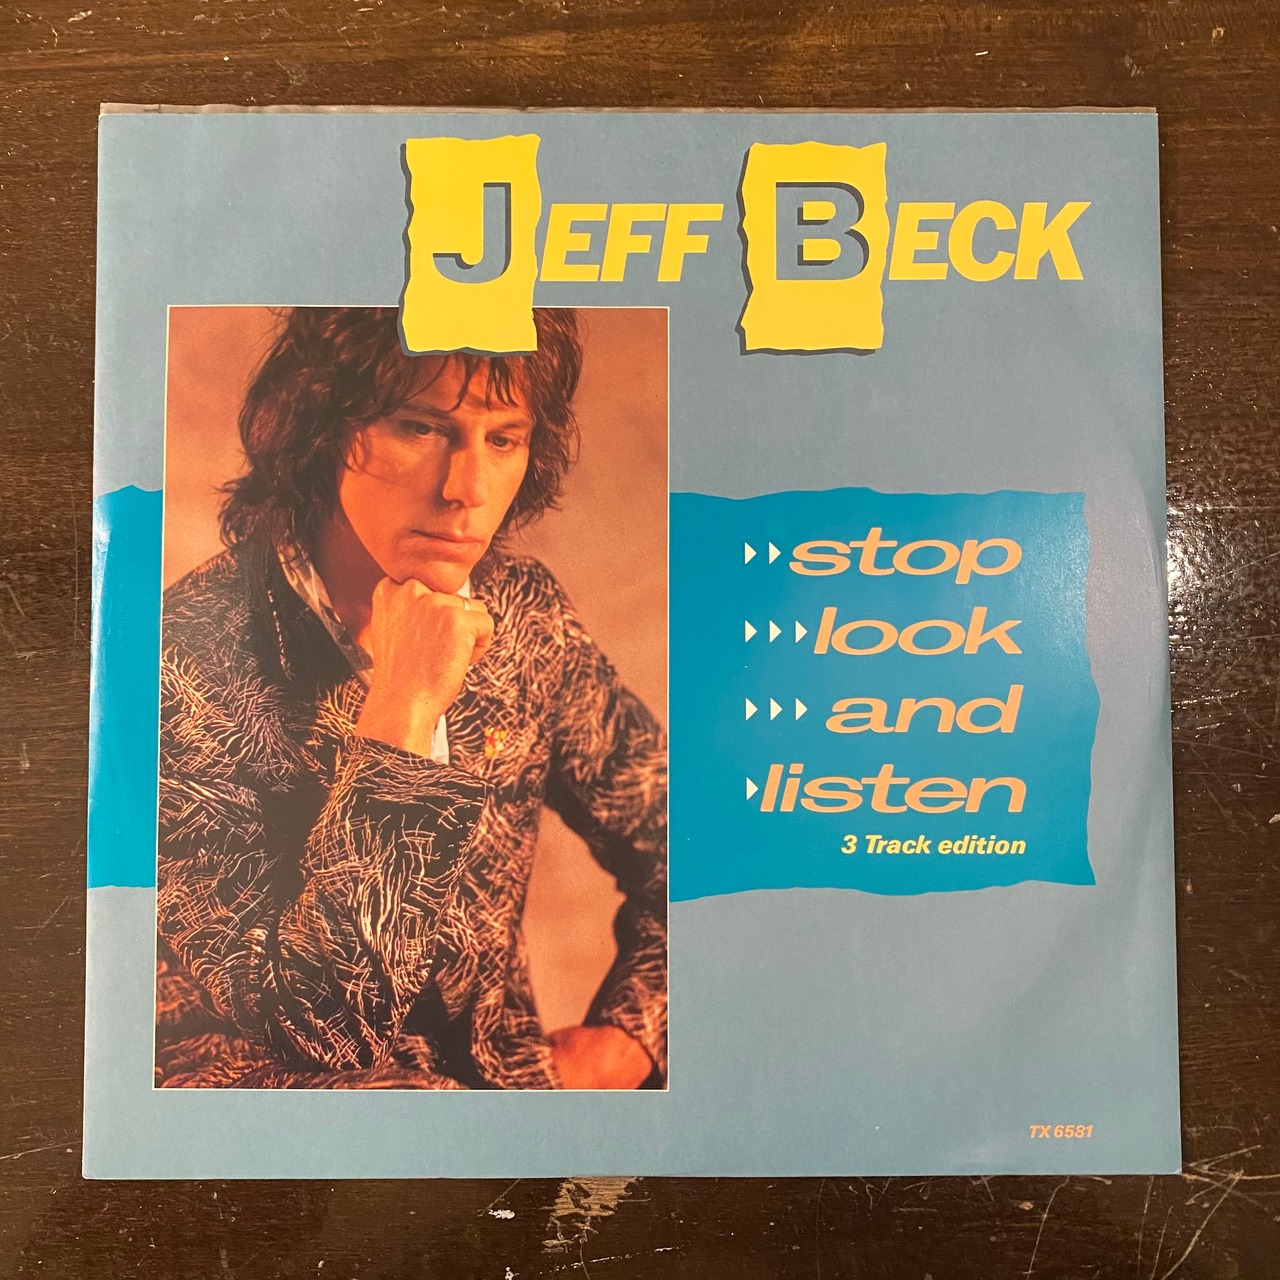 JEFF BECK
stop
look
and
listen
3 Track edition
TX 6581